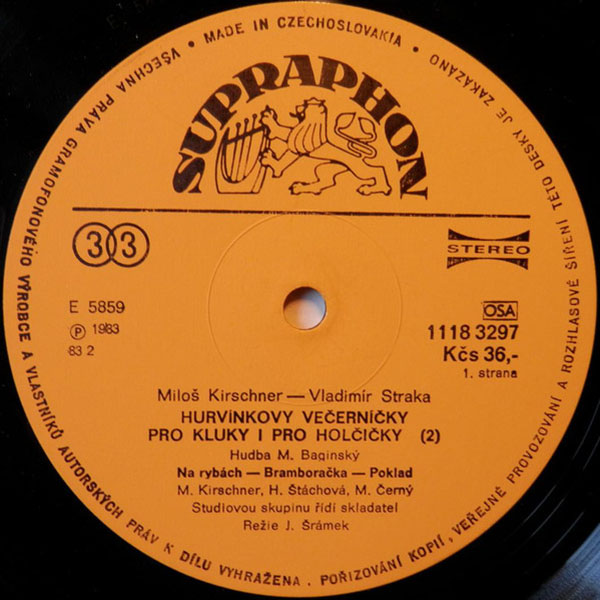 • MADE IN CZECHOSLOVAKIA •
VŠECHNA PRÁVA GRAMOFONOVÉHO VÝROBCE A VLASTNÍKŮ AUTORSKÝCH PRÁV K DÍLU VYHRAŽENA. POŘIZOVÁNÍ KOPIÍ, VEŘEJNÉ PROVOZOVÁNÍ A ROZHLASOVÉ ŠÍŘENÍ TÉTO DESKY JE ZAKÁZÁNO
SUPRAPHON
33
STEREO
E 5859
℗ 1983
83 2
OSA
1118 3297
Kčs 36,-
1. strana
Miloš Kirschner — Vladimír Straka
HURVÍNKOVY VEČERNÍČKY
PRO KLUKY I PRO HOLČIČKY (2)
Hudba M. Baginský
Na rybách — Bramboračka — Poklad
M. Kirschner, H. Štáchová, M. Černý
Studiovou skupinu řídí skladatel
Režie J. Šrámek